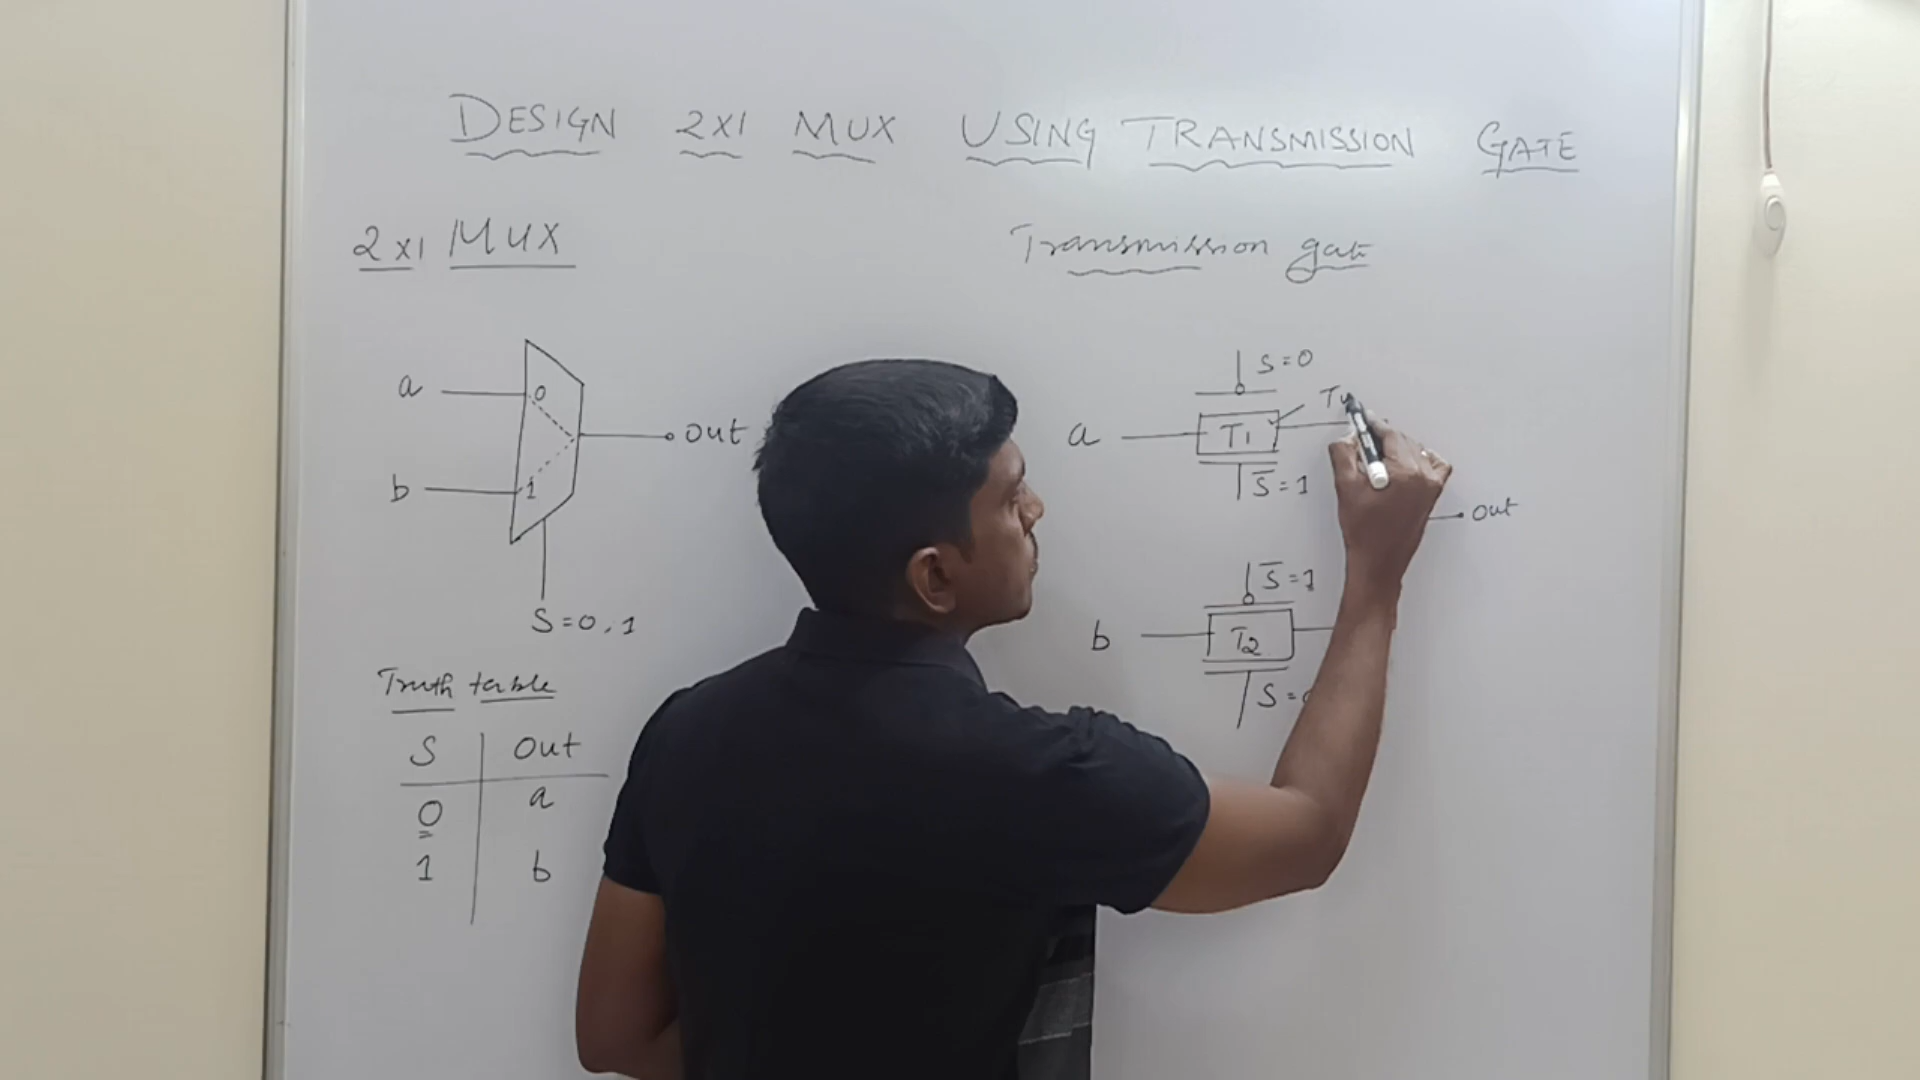 DESIGN 2X1 MUX USING TRANSMISSION GATE
2x1 MUX
a
0
out
b
1
S=0,1
Truth table
S out
0 a
1 b
Transmission gate
S=0
a
T1
S̅=1
out
S̅=1
b
T2
S=